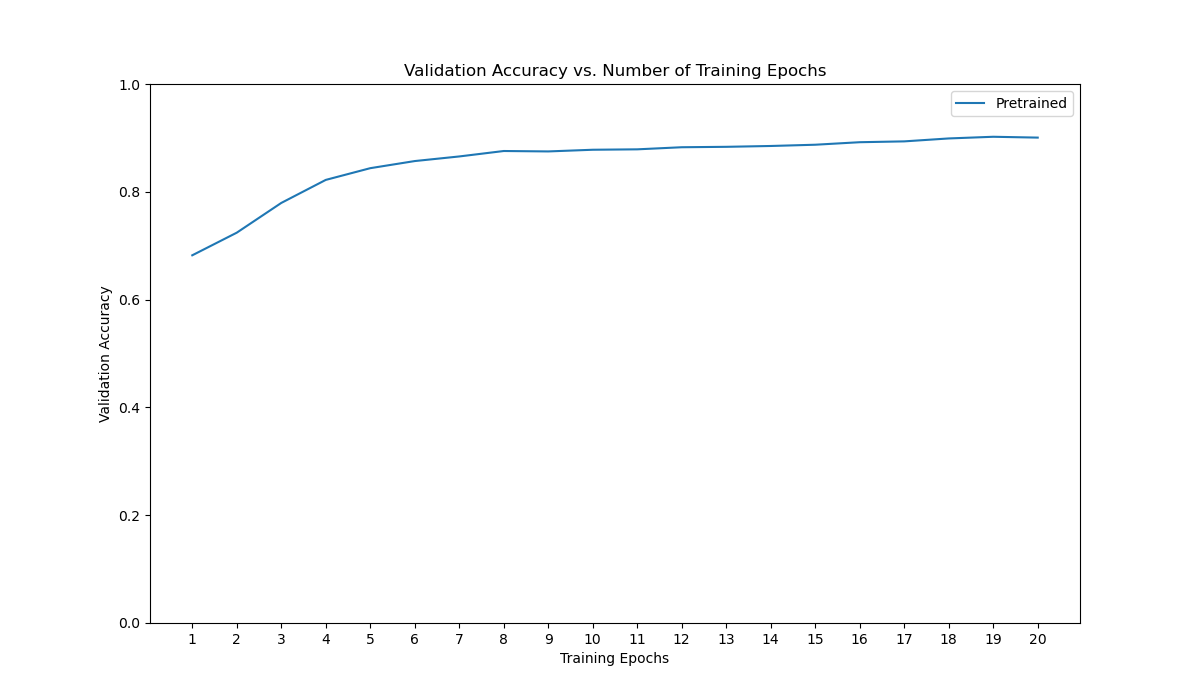 Validation Accuracy vs. Number of Training Epochs
Pretrained
1.0
0.8
0.6
0.4
0.2
0.0
Validation Accuracy
1 2 3 4 5 6 7 8 9 10 11 12 13 14 15 16 17 18 19 20
Training Epochs